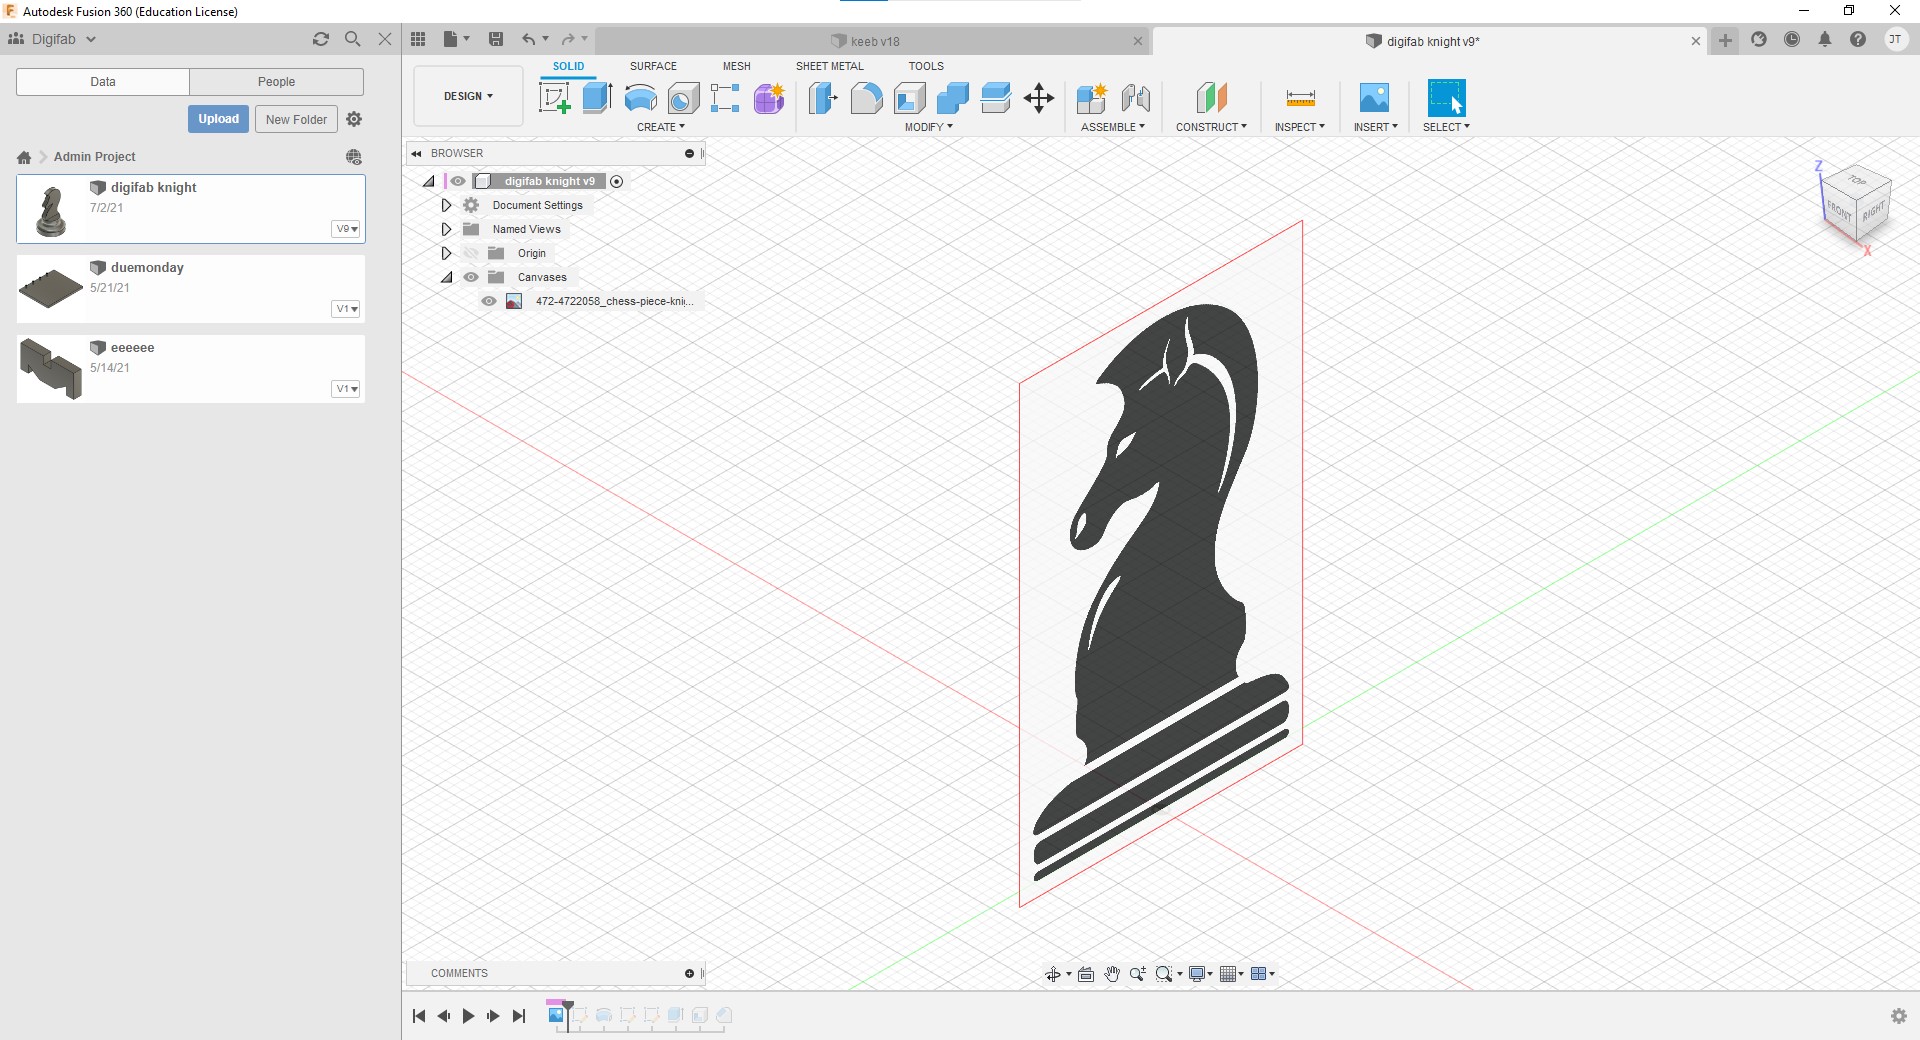 Autodesk Fusion 360 (Education License)
Digifab
keeb v18
digifab knight v9*
JT
Data
People
Upload
New Folder
Admin Project
digifab knight
7/2/21
V9
duemonday
5/21/21
V1
eeeeee
5/14/21
V1
DESIGN
SOLID
SURFACE
MESH
SHEET METAL
TOOLS
CREATE
MODIFY
ASSEMBLE
CONSTRUCT
INSPECT
INSERT
SELECT
BROWSER
digifab knight v9
Document Settings
Named Views
Origin
Canvases
472-4722058_chess-piece-kni...
Z
TOP
FRONT
RIGHT
X
COMMENTS